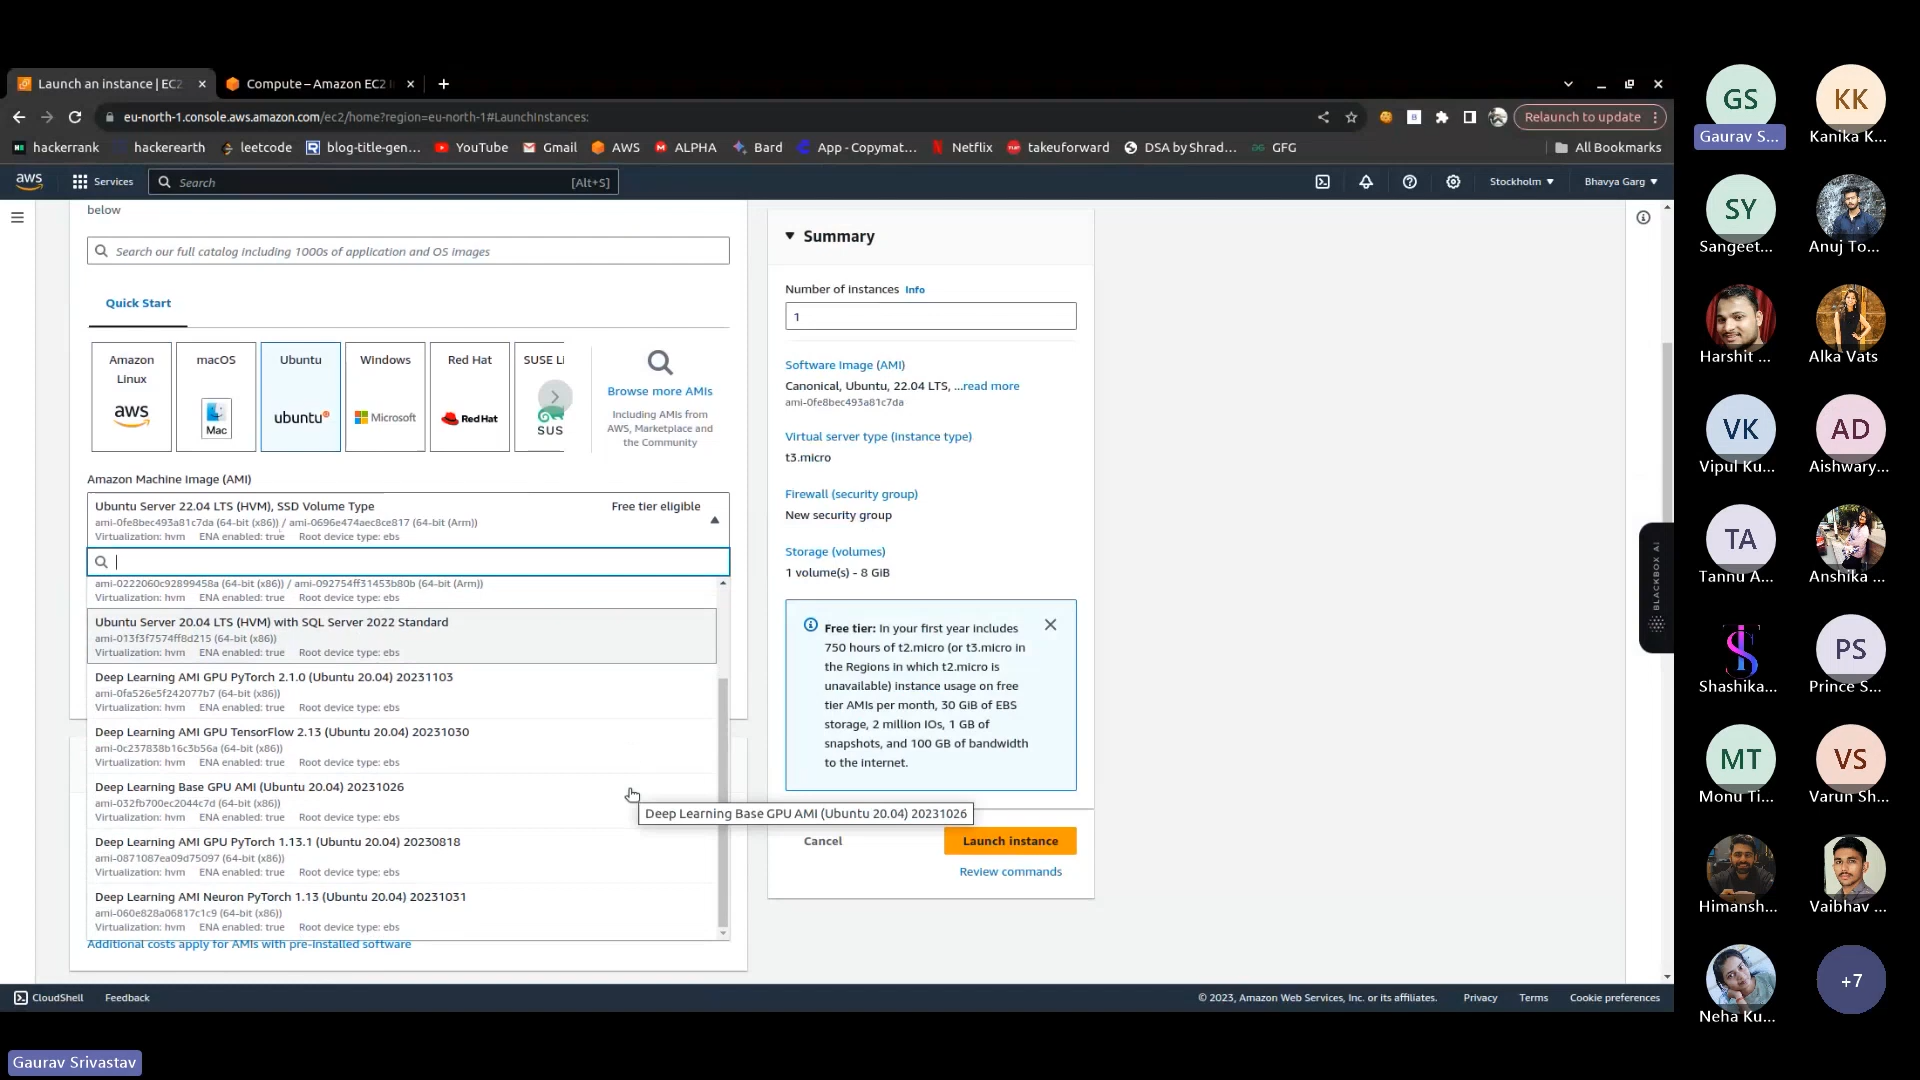 Launch an instance | EC2
Compute – Amazon EC2 I
eu-north-1.console.aws.amazon.com/ec2/home?region=eu-north-1#LaunchInstances:
Relaunch to update
hackerrank
hackerearth
leetcode
blog-title-gen...
YouTube
Gmail
AWS
ALPHA
Bard
App - Copymat...
Netflix
takeuforward
DSA by Shrad...
GFG
All Bookmarks
aws
Services
Search
[Alt+S]
Stockholm
Bhavya Garg
below
Search our full catalog including 1000s of application and OS images
Quick Start
Amazon
Linux
aws
macOS
Mac
Ubuntu
ubuntu
Windows
Microsoft
Red Hat
RedHat
SUSE LI
SUS
Browse more AMIs
Including AMIs from
AWS, Marketplace and
the Community
Amazon Machine Image (AMI)
Ubuntu Server 22.04 LTS (HVM), SSD Volume Type
Free tier eligible
ami-0fe8bec493a81c7da (64-bit (x86)) / ami-0696e474aec8ce817 (64-bit (Arm))
Virtualization: hvm ENA enabled: true Root device type: ebs
ami-0222060c92899458a (64-bit (x86)) / ami-092754ff31453b80b (64-bit (Arm))
Virtualization: hvm ENA enabled: true Root device type: ebs
Ubuntu Server 20.04 LTS (HVM) with SQL Server 2022 Standard
ami-013f3f7574ff8d215 (64-bit (x86))
Virtualization: hvm ENA enabled: true Root device type: ebs
Deep Learning AMI GPU PyTorch 2.1.0 (Ubuntu 20.04) 20231103
ami-0fa526e5f242077b7 (64-bit (x86))
Virtualization: hvm ENA enabled: true Root device type: ebs
Deep Learning AMI GPU TensorFlow 2.13 (Ubuntu 20.04) 20231030
ami-0c237838b16c3b56a (64-bit (x86))
Virtualization: hvm ENA enabled: true Root device type: ebs
Deep Learning Base GPU AMI (Ubuntu 20.04) 20231026
ami-032fb700ec2044c7d (64-bit (x86))
Virtualization: hvm ENA enabled: true Root device type: ebs
Deep Learning Base GPU AMI (Ubuntu 20.04) 20231026
Deep Learning AMI GPU PyTorch 1.13.1 (Ubuntu 20.04) 20230818
ami-0871087ea09d75097 (64-bit (x86))
Virtualization: hvm ENA enabled: true Root device type: ebs
Deep Learning AMI Neuron PyTorch 1.13 (Ubuntu 20.04) 20231031
ami-060e828a06817c1c9 (64-bit (x86))
Virtualization: hvm ENA enabled: true Root device type: ebs
Additional costs apply for AMIs with pre-installed software
Summary
Number of instances Info
1
Software Image (AMI)
Canonical, Ubuntu, 22.04 LTS, ...read more
ami-0fe8bec493a81c7da
Virtual server type (instance type)
t3.micro
Firewall (security group)
New security group
Storage (volumes)
1 volume(s) - 8 GiB
Free tier: In your first year includes
750 hours of t2.micro (or t3.micro in
the Regions in which t2.micro is
unavailable) instance usage on free
tier AMIs per month, 30 GiB of EBS
storage, 2 million IOs, 1 GB of
snapshots, and 100 GB of bandwidth
to the internet.
Cancel
Launch instance
Review commands
BLACKBOX AI
CloudShell
Feedback
© 2023, Amazon Web Services, Inc. or its affiliates.
Privacy
Terms
Cookie preferences
GS
Gaurav S...
KK
Kanika K...
SY
Sangeet...
Anuj To...
Harshit ...
Alka Vats
VK
Vipul Ku...
AD
Aishwary...
TA
Tannu A...
Anshika ...
Shashika...
PS
Prince S...
MT
Monu Ti...
VS
Varun Sh...
Himansh...
Vaibhav ...
Neha Ku...
+7
Gaurav Srivastav